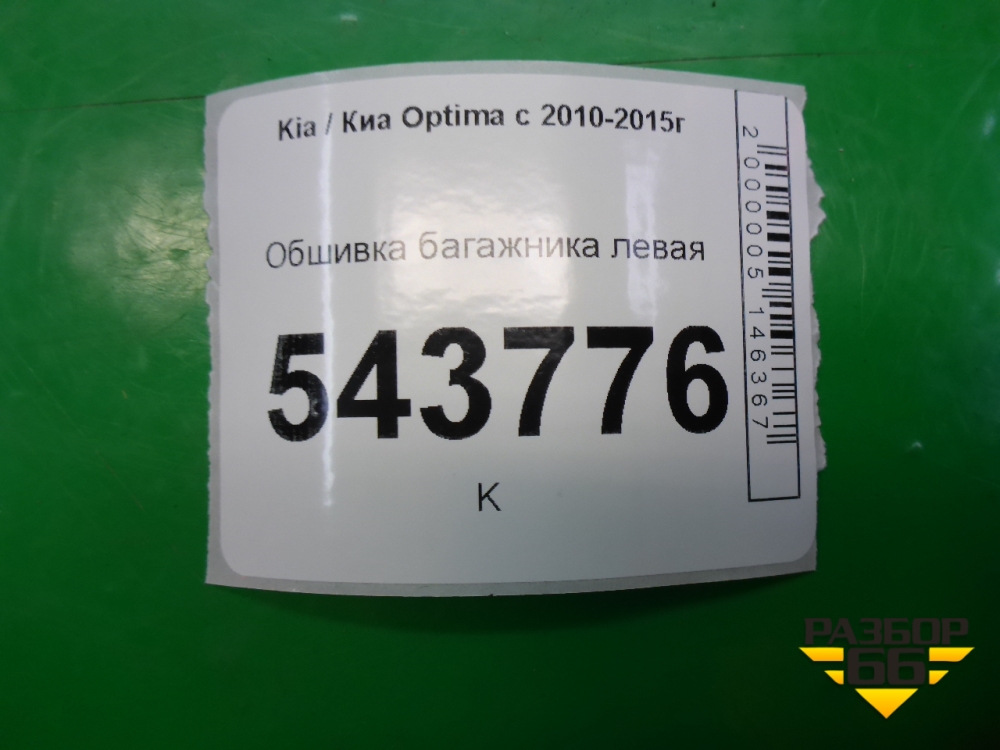 Kia / Киа Optima с 2010-2015г
Обшивка багажника левая
543776
К
2000005146367
РАЗБОР
66